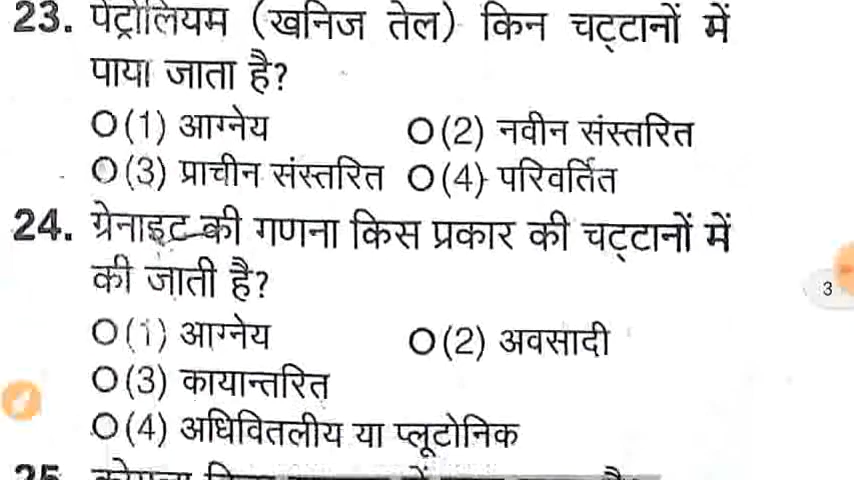 23. पेट्रोलियम (खनिज तेल) किन चट्टानों में
पाया जाता है?
O(1) आग्नेय O(2) नवीन संस्तरित
O(3) प्राचीन संस्तरित O(4) परिवर्तित
24. ग्रेनाइट की गणना किस प्रकार की चट्टानों में
की जाती है?
3
O(1) आग्नेय O(2) अवसादी
O(3) कायान्तरित
O(4) अधिवितलीय या प्लूटोनिक
25.